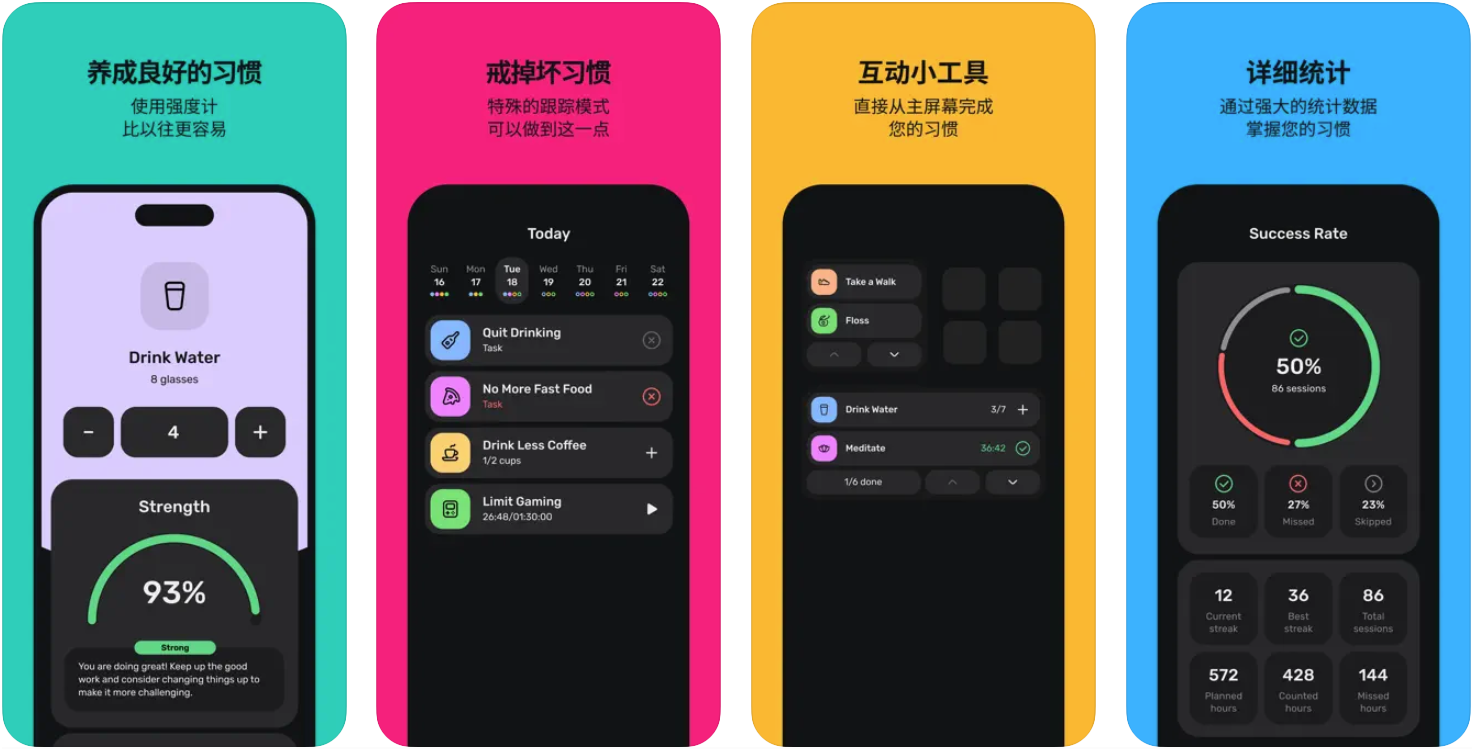 养成良好的习惯
使用强度计
比以往更容易
Drink Water
8 glasses
− 4 +
Strength
93%
Strong
You are doing great! Keep up the good
work and consider changing things up to
make it more challenging.
戒掉坏习惯
特殊的跟踪模式
可以做到这一点
Today
Sun Mon Tue Wed Thu Fri Sat
16 17 18 19 20 21 22
Quit Drinking
Task
No More Fast Food
Task
Drink Less Coffee
1/2 cups
Limit Gaming
26:48/01:30:00
互动小工具
直接从主屏幕完成
您的习惯
Take a Walk
Floss
Drink Water 3/7 +
Meditate 36:42
1/6 done
详细统计
通过强大的统计数据
掌握您的习惯
Success Rate
50%
86 sessions
50% 27% 23%
Done Missed Skipped
12 36 86
Current Best Total
streak streak sessions
572 428 144
Planned Counted Missed
hours hours hours